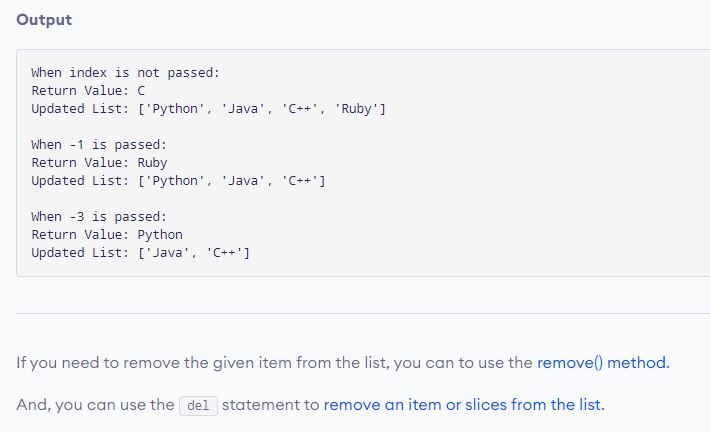 Output
When index is not passed:
Return Value: C
Updated List: ['Python', 'Java', 'C++', 'Ruby']
When -1 is passed:
Return Value: Ruby
Updated List: ['Python', 'Java', 'C++']
When -3 is passed:
Return Value: Python
Updated List: ['Java', 'C++']
If you need to remove the given item from the list, you can to use the remove() method.
And, you can use the del statement to remove an item or slices from the list.